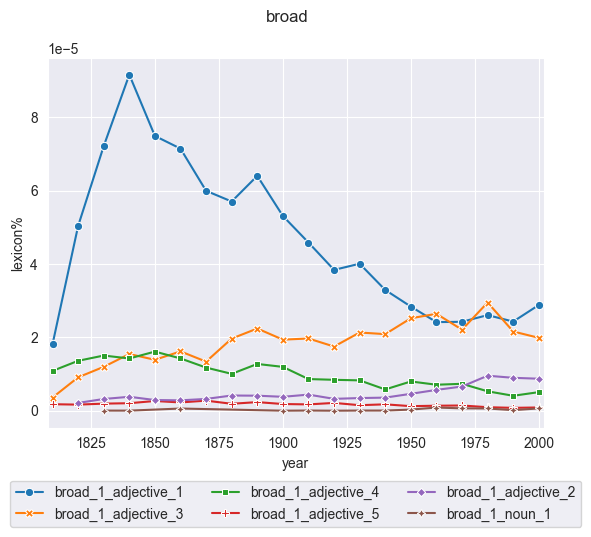 broad
1e−5
8
6
4
2
0
lexicon%
1825 1850 1875 1900 1925 1950 1975 2000
year
broad_1_adjective_1 broad_1_adjective_4 broad_1_adjective_2
broad_1_adjective_3 broad_1_adjective_5 broad_1_noun_1